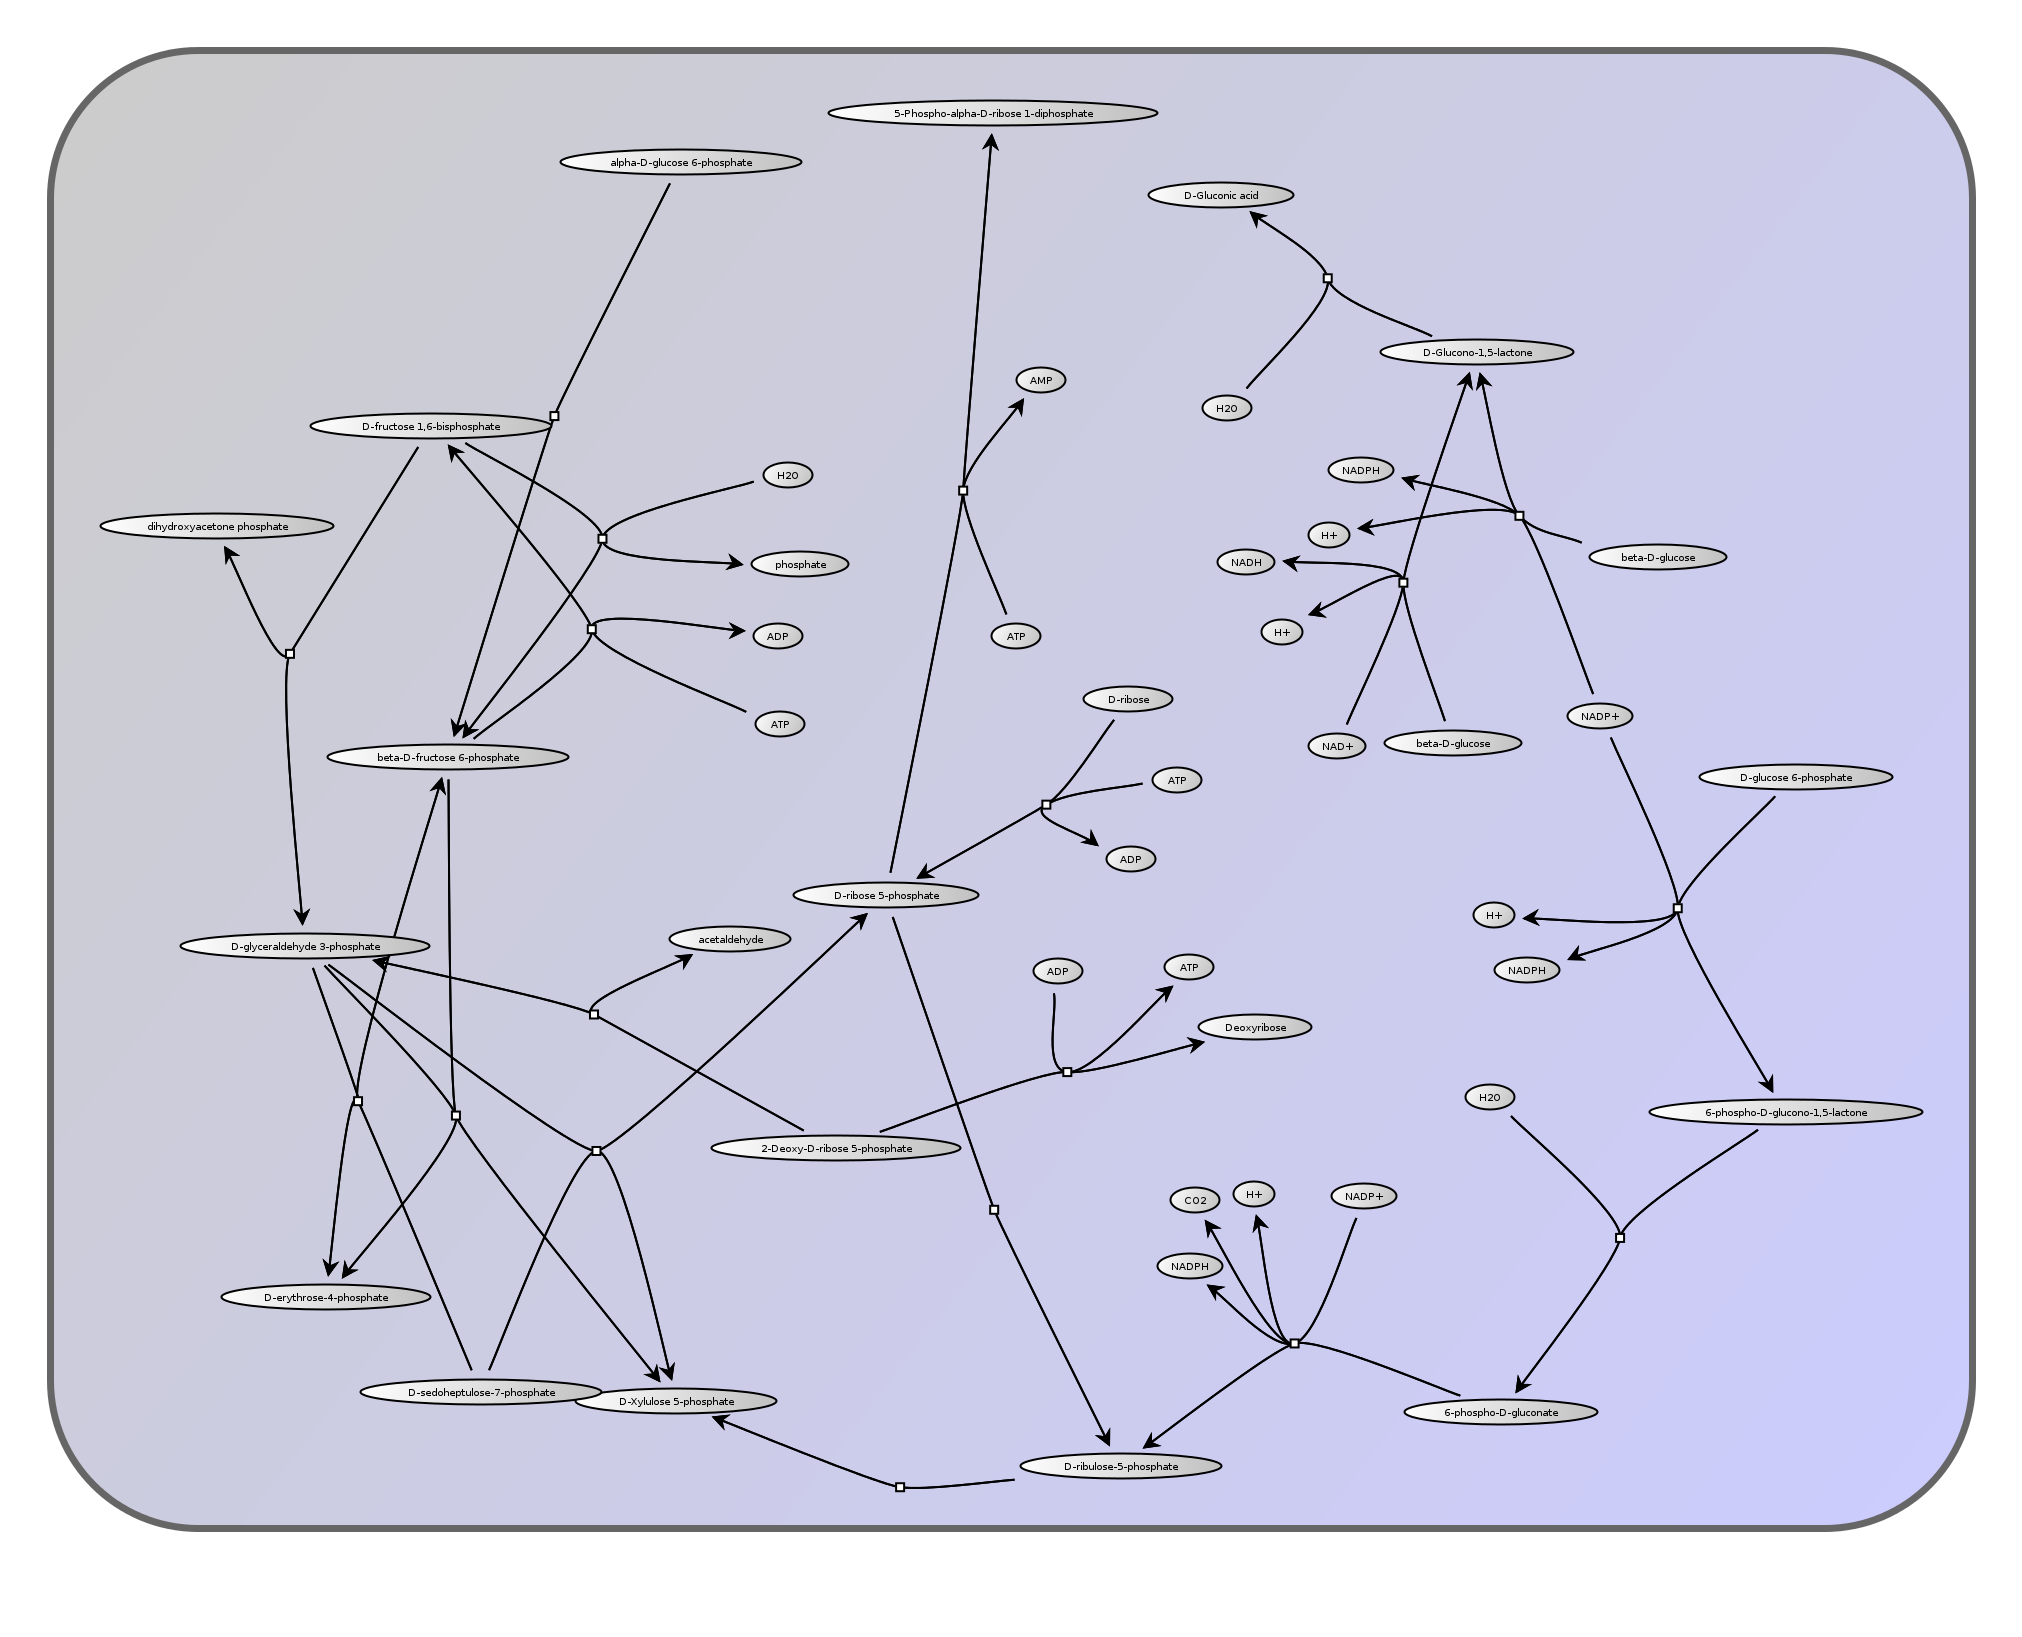 5-Phospho-alpha-D-ribose 1-diphosphate
alpha-D-glucose 6-phosphate
D-Gluconic acid
D-Glucono-1,5-lactone
AMP
H2O
D-fructose 1,6-bisphosphate
H2O
NADPH
dihydroxyacetone phosphate
H+
beta-D-glucose
phosphate
NADH
ADP
ATP
H+
D-ribose
NADP+
ATP
NAD+
beta-D-glucose
beta-D-fructose 6-phosphate
ATP
D-glucose 6-phosphate
ADP
D-ribose 5-phosphate
H+
acetaldehyde
D-glyceraldehyde 3-phosphate
ADP
ATP
NADPH
Deoxyribose
H2O
6-phospho-D-glucono-1,5-lactone
2-Deoxy-D-ribose 5-phosphate
CO2
H+
NADP+
NADPH
D-erythrose-4-phosphate
D-sedoheptulose-7-phosphate
D-Xylulose 5-phosphate
6-phospho-D-gluconate
D-ribulose-5-phosphate